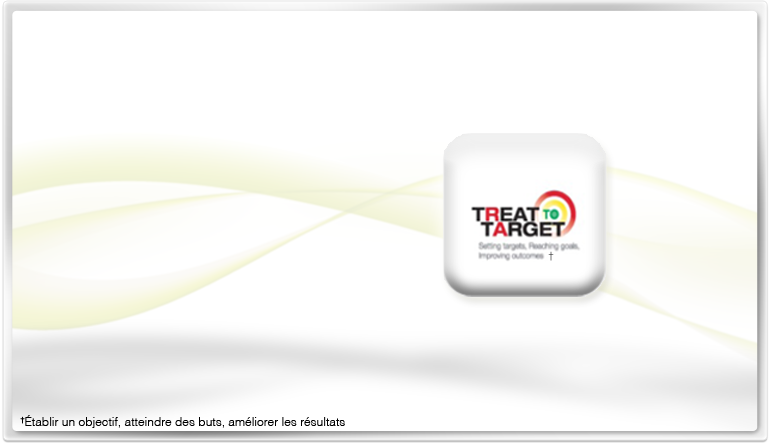 TREAT TO
TARGET
Setting targets, Reaching goals,
Improving outcomes †
†Établir un objectif, atteindre des buts, améliorer les résultats